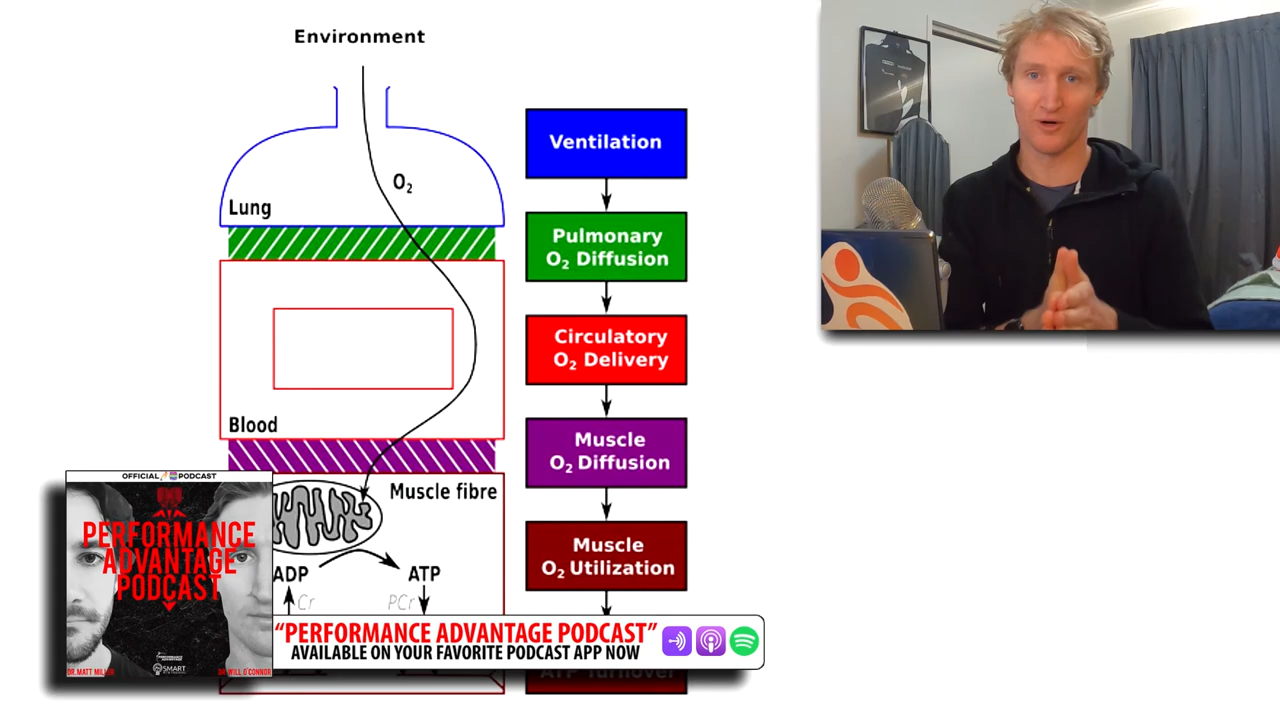 Environment
O2
Lung
Blood
Muscle fibre
ADP
ATP
Cr
PCr
Ventilation
Pulmonary
O2 Diffusion
Circulatory
O2 Delivery
Muscle
O2 Diffusion
Muscle
O2 Utilization
ATP Turnover
OFFICIAL PODCAST
PERFORMANCE
ADVANTAGE
PODCAST
DR. MATT MILLER
DR. WILL O'CONNOR
SMART
"PERFORMANCE ADVANTAGE PODCAST"
AVAILABLE ON YOUR FAVORITE PODCAST APP NOW